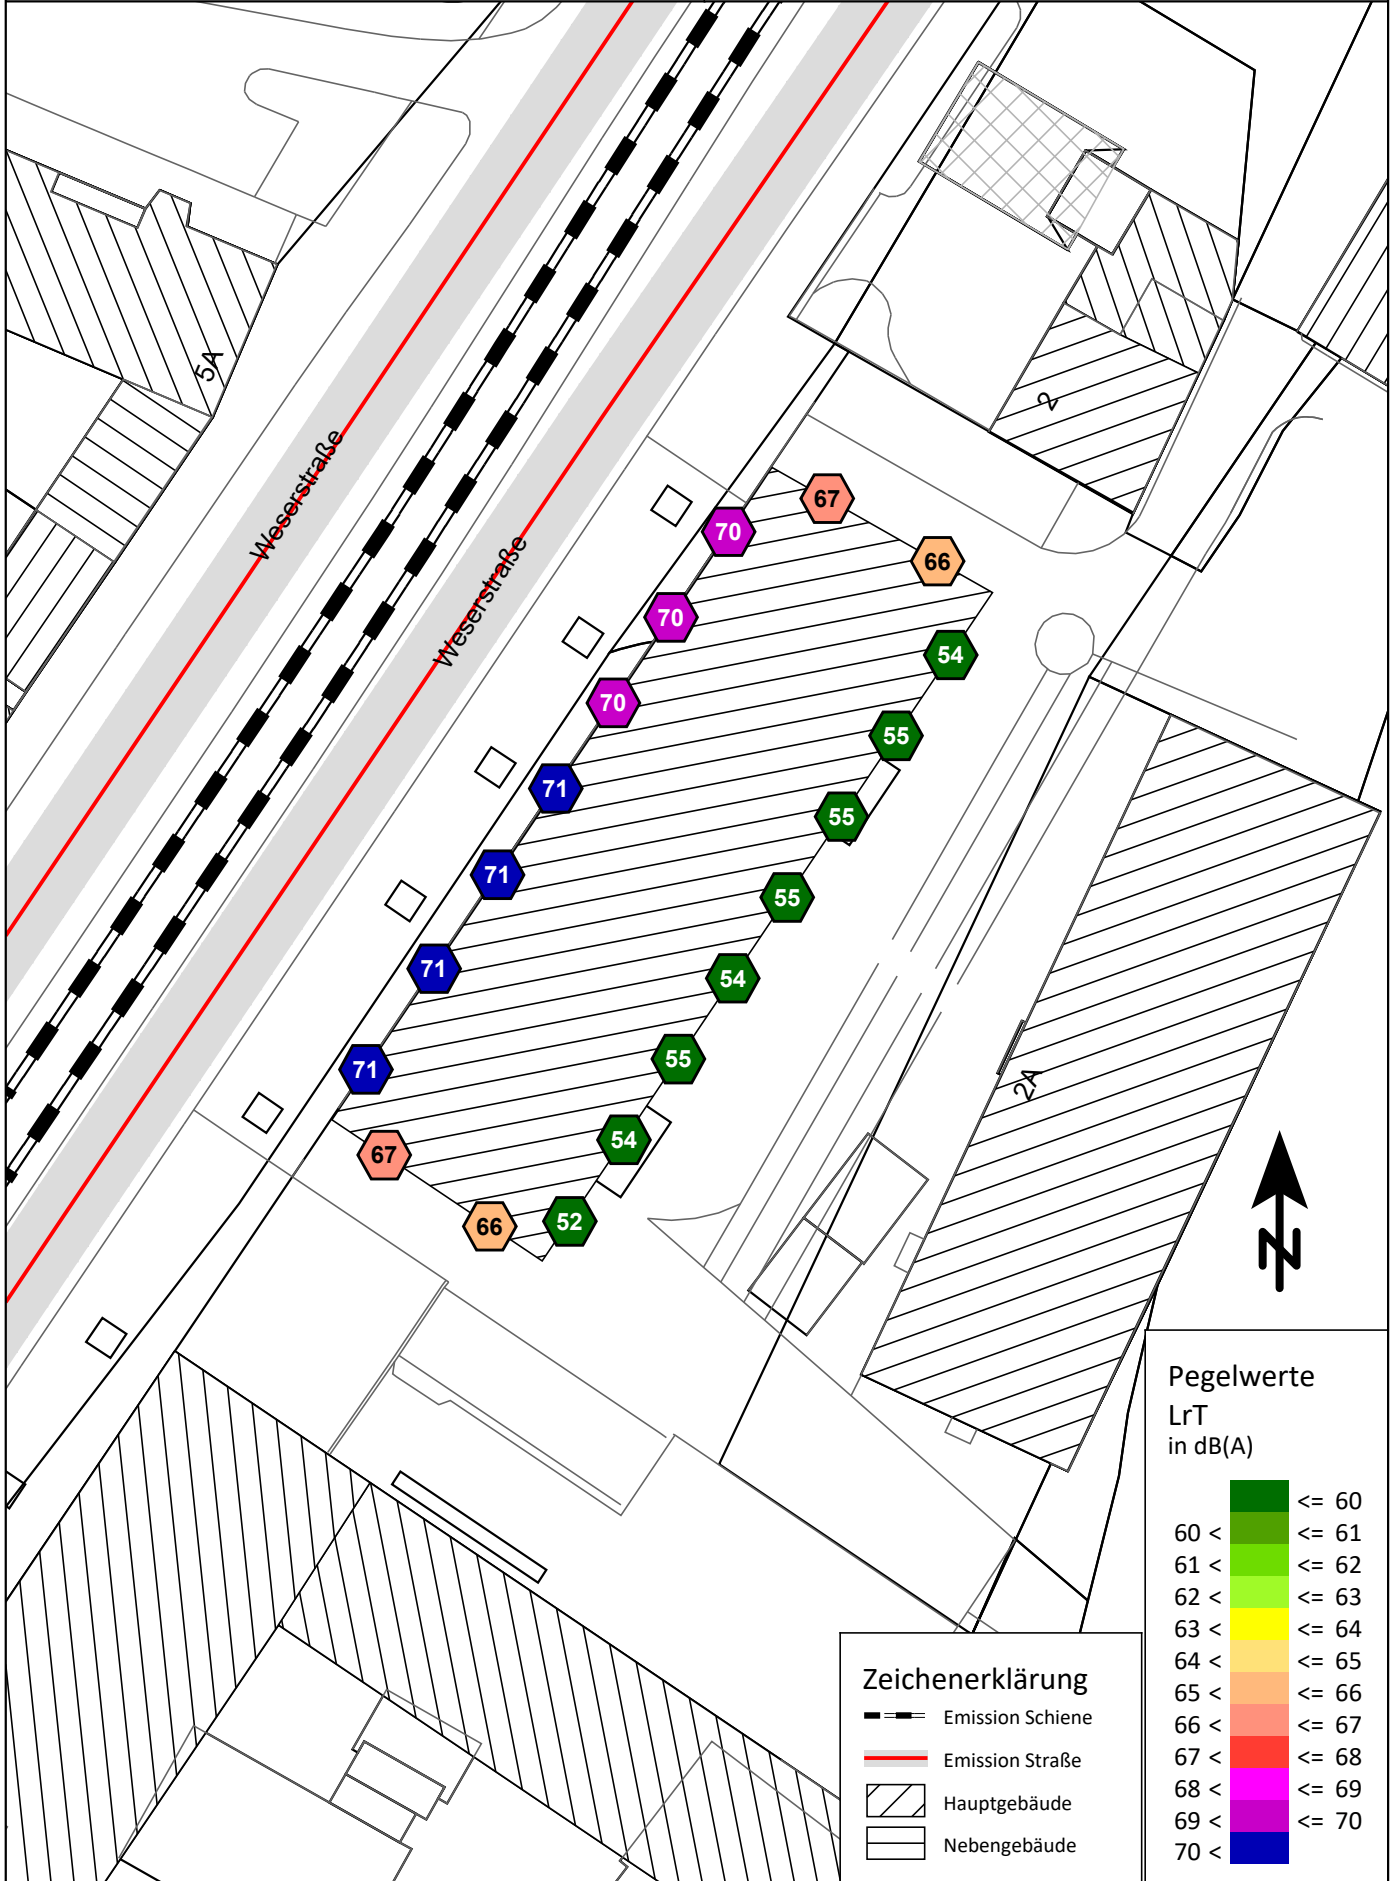 5A
2
Weserstraße
Weserstraße
67
70
66
70
54
70
55
71
55
71
55
71
54
71
55
54
67
52
66
2A
N
Pegelwerte
LrT
in dB(A)
<= 60
60 < <= 61
61 < <= 62
62 < <= 63
63 < <= 64
64 < <= 65
65 < <= 66
66 < <= 67
67 < <= 68
68 < <= 69
69 < <= 70
70 <
Zeichenerklärung
Emission Schiene
Emission Straße
Hauptgebäude
Nebengebäude